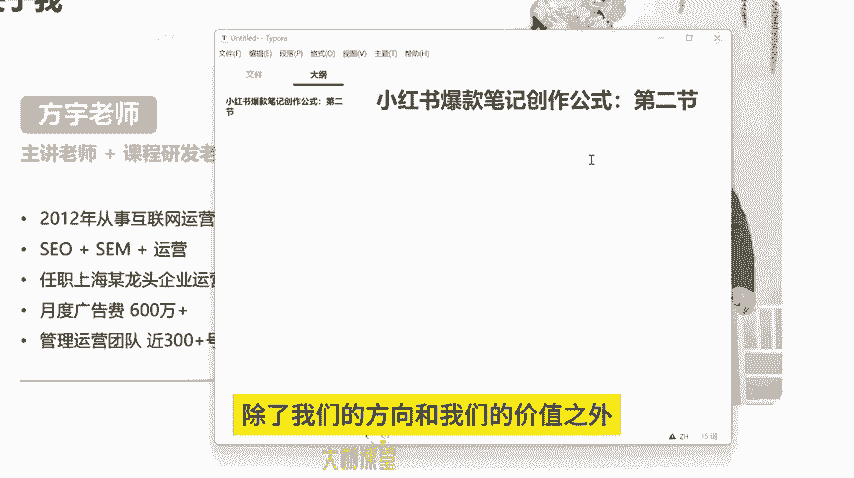 于我
方宇老师
主讲老师 + 课程研发老
• 2012年从事互联网运营
• SEO + SEM + 运营
• 任职上海某龙头企业运营
• 月度广告费 600万+
• 管理运营团队 近300+号
Untitled - Typora
文件(F) 编辑(E) 段落(P) 格式(O) 视图(V) 主题(T) 帮助(H)
文件 大纲
小红书爆款笔记创作公式：第二
节
小红书爆款笔记创作公式：第二节
除了我们的方向和我们的价值之外
ZH 15 词
课堂